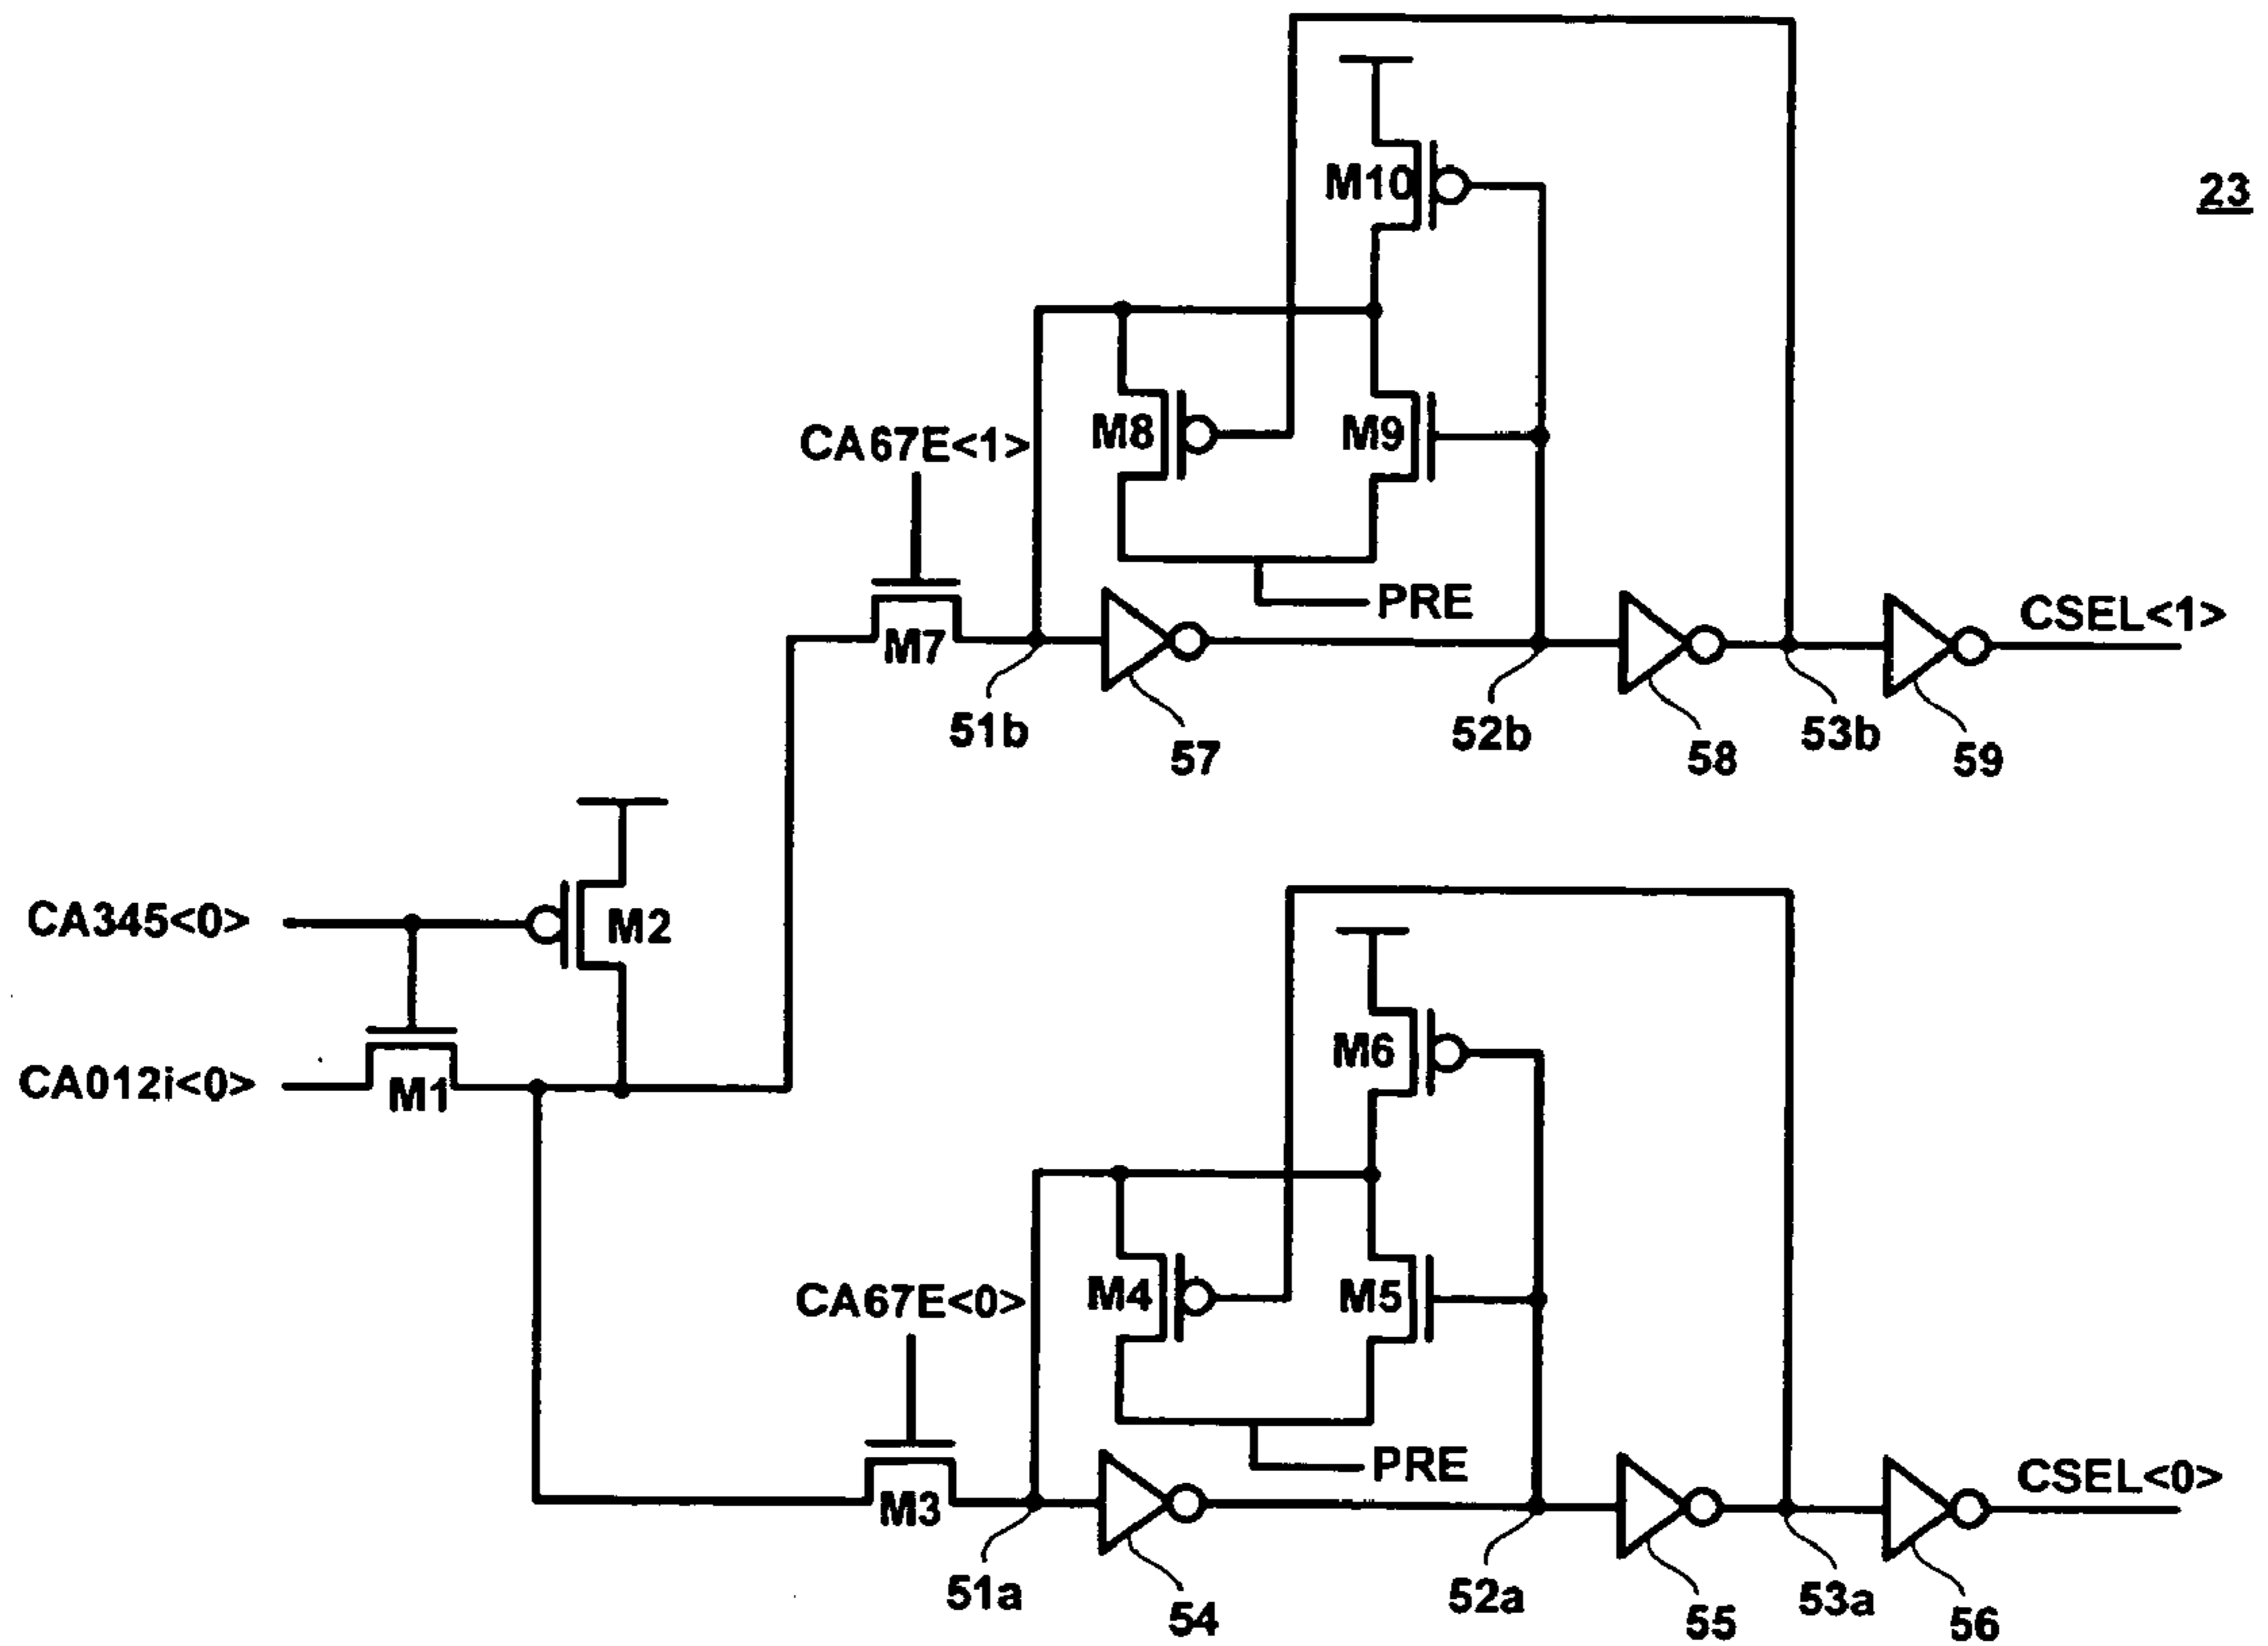 23
M10
M8
M9
CA67E<1>
PRE
CSEL<1>
M7
51b
57
52b
58
53b
59
CA345<0>
M2
CA012i<0>
M1
M6
M4
M5
CA67E<0>
PRE
CSEL<0>
M3
51a
54
52a
55
53a
56